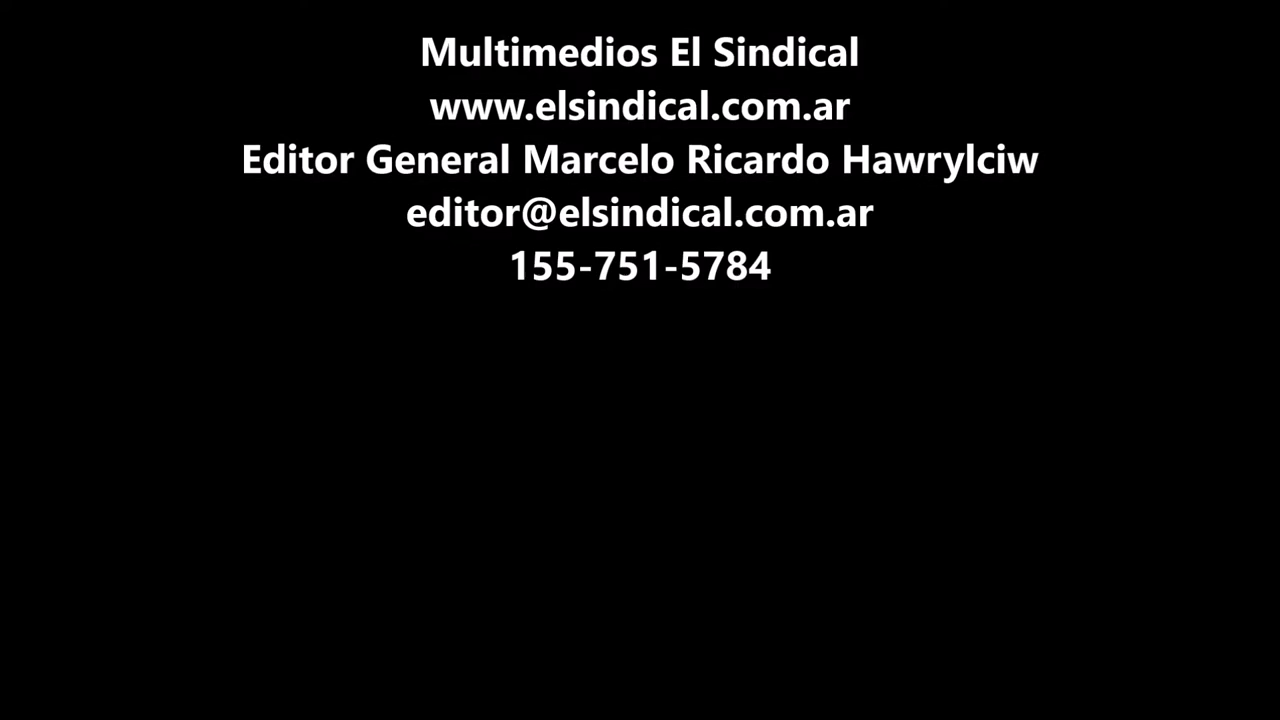 Multimedios El Sindical
www.elsindical.com.ar
Editor General Marcelo Ricardo Hawrylciw
editor@elsindical.com.ar
155-751-5784